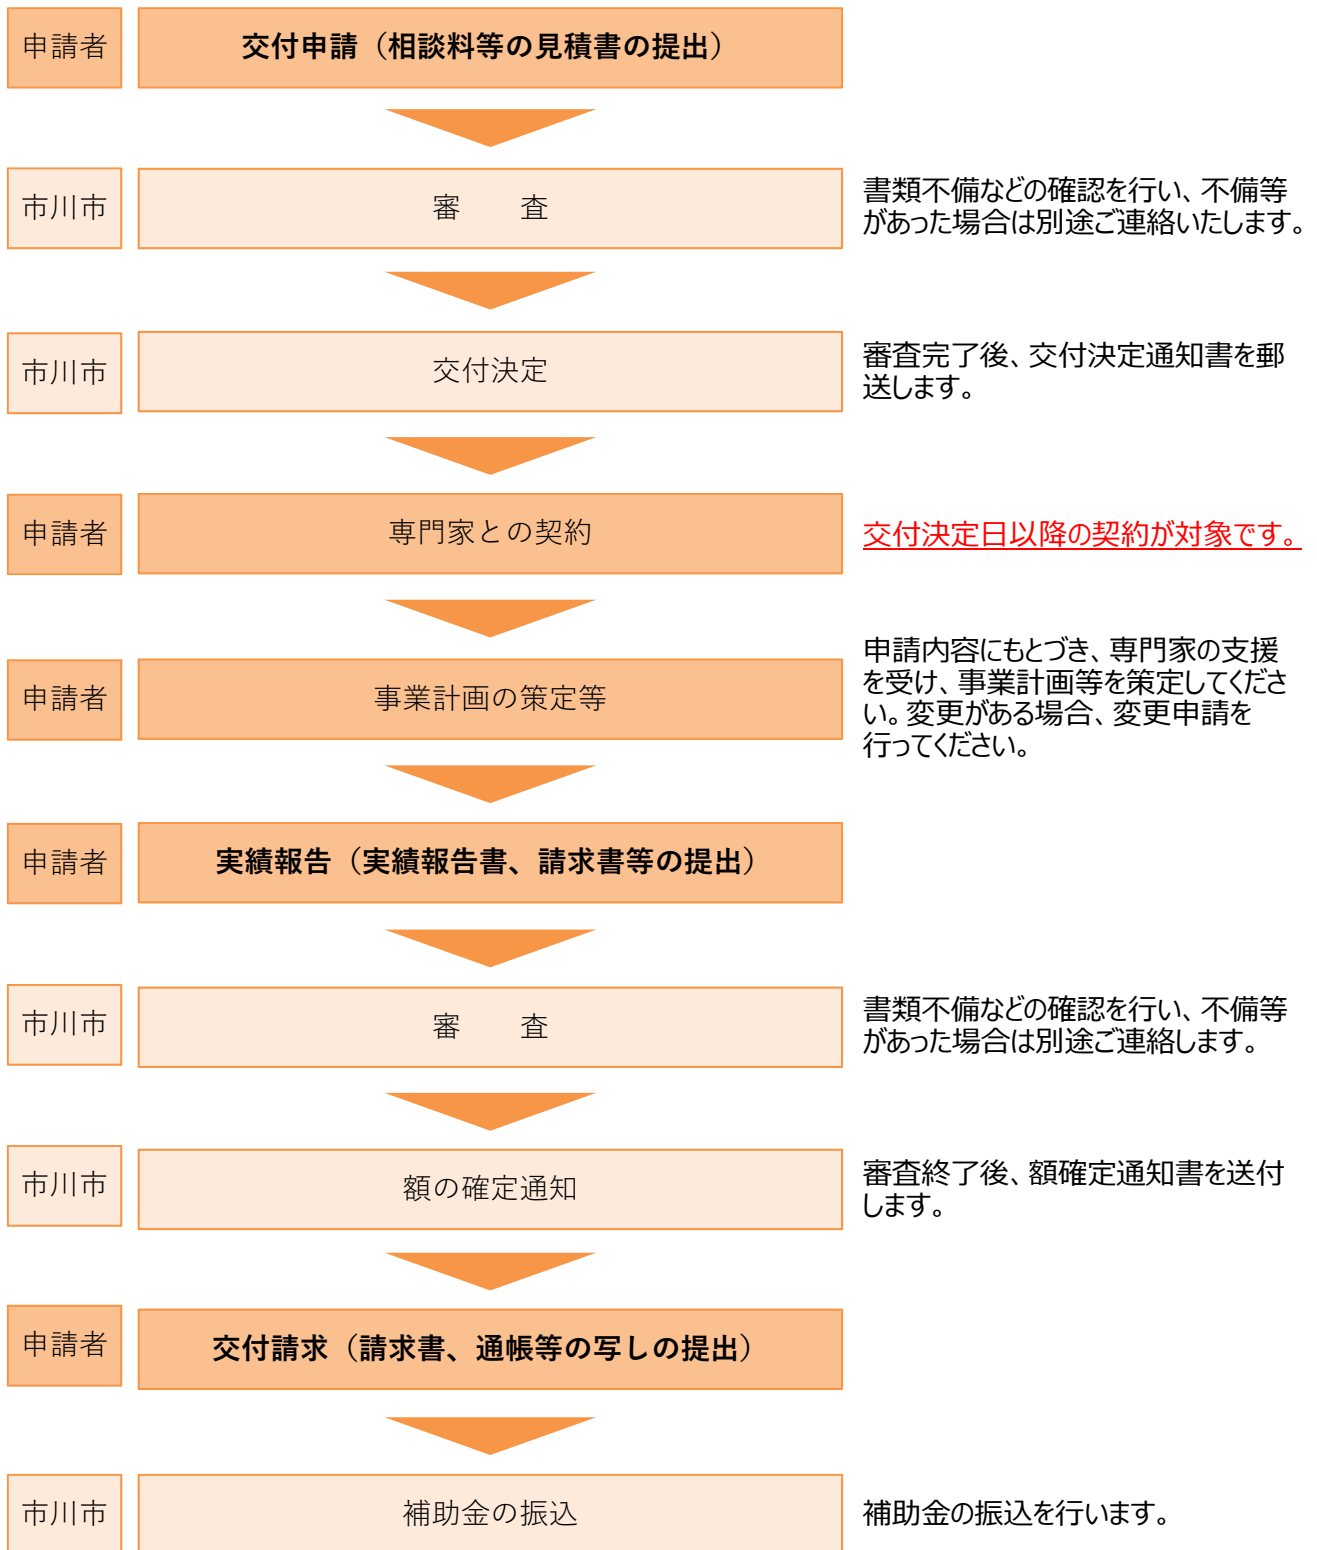 申請者
交付申請（相談料等の見積書の提出）
市川市
審　　査
書類不備などの確認を行い、不備等
があった場合は別途ご連絡いたします。
市川市
交付決定
審査完了後、交付決定通知書を郵
送します。
申請者
専門家との契約
交付決定日以降の契約が対象です。
申請者
事業計画の策定等
申請内容にもとづき、専門家の支援
を受け、事業計画等を策定してくださ
い。変更がある場合、変更申請を
行ってください。
申請者
実績報告（実績報告書、請求書等の提出）
市川市
審　　査
書類不備などの確認を行い、不備等
があった場合は別途ご連絡します。
市川市
額の確定通知
審査終了後、額確定通知書を送付
します。
申請者
交付請求（請求書、通帳等の写しの提出）
市川市
補助金の振込
補助金の振込を行います。